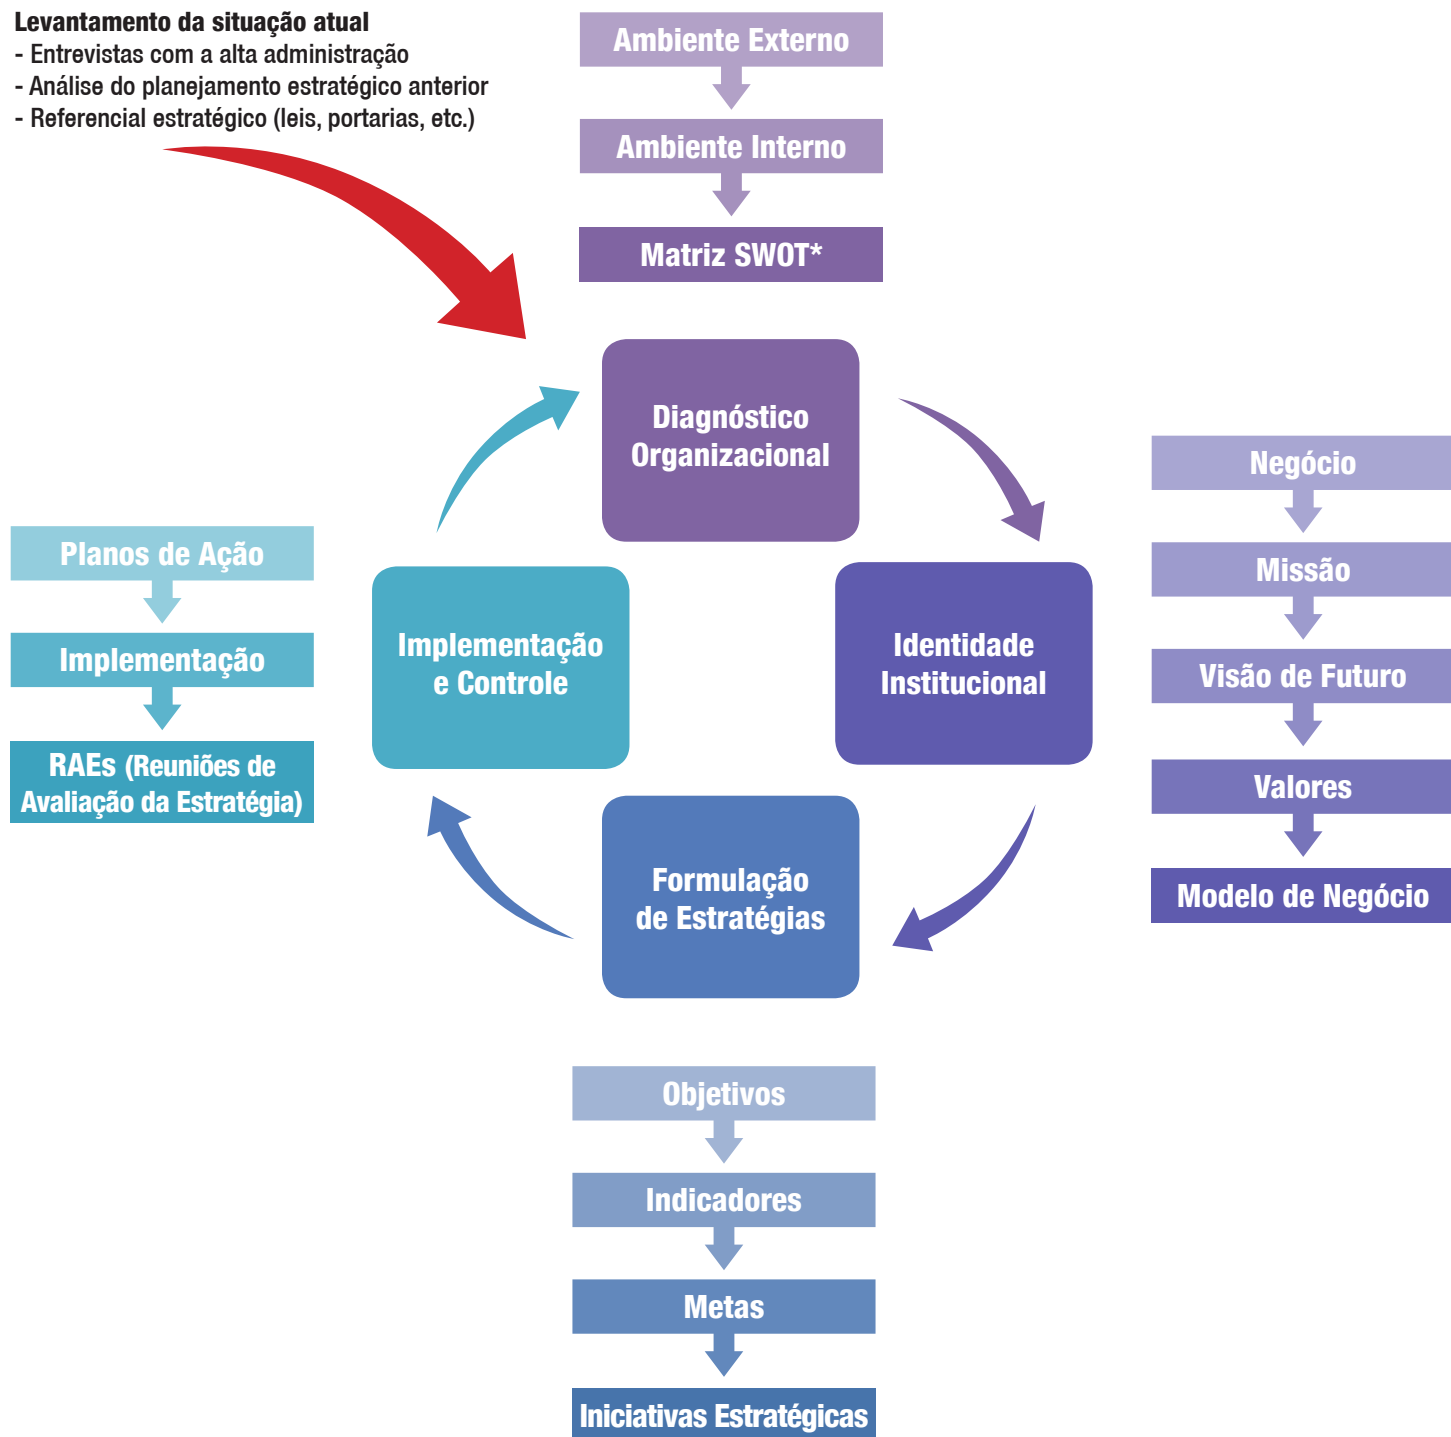 Levantamento da situação atual
- Entrevistas com a alta administração
- Análise do planejamento estratégico anterior
- Referencial estratégico (leis, portarias, etc.)
Ambiente Externo
Ambiente Interno
Matriz SWOT*
Diagnóstico
Organizacional
Negócio
Missão
Visão de Futuro
Valores
Modelo de Negócio
Identidade
Institucional
Planos de Ação
Implementação
RAEs (Reuniões de
Avaliação da Estratégia)
Implementação
e Controle
Formulação
de Estratégias
Objetivos
Indicadores
Metas
Iniciativas Estratégicas